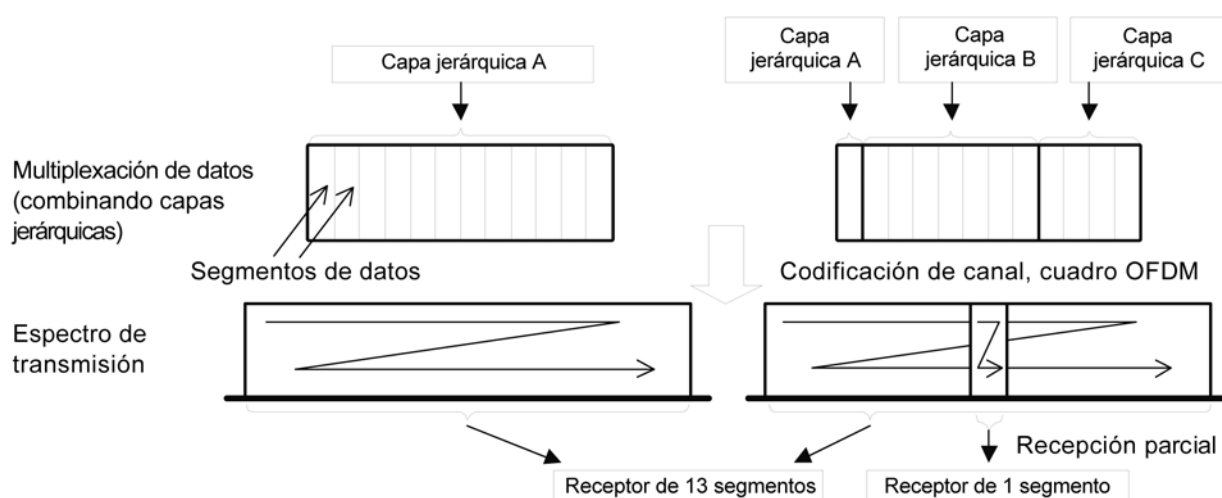 Capa jerárquica A
Capa
jerárquica A
Capa
jerárquica B
Capa
jerárquica C
Multiplexación de datos
(combinando capas
jerárquicas)
Segmentos de datos
Codificación de canal, cuadro OFDM
Espectro de
transmisión
Recepción parcial
Receptor de 13 segmentos
Receptor de 1 segmento